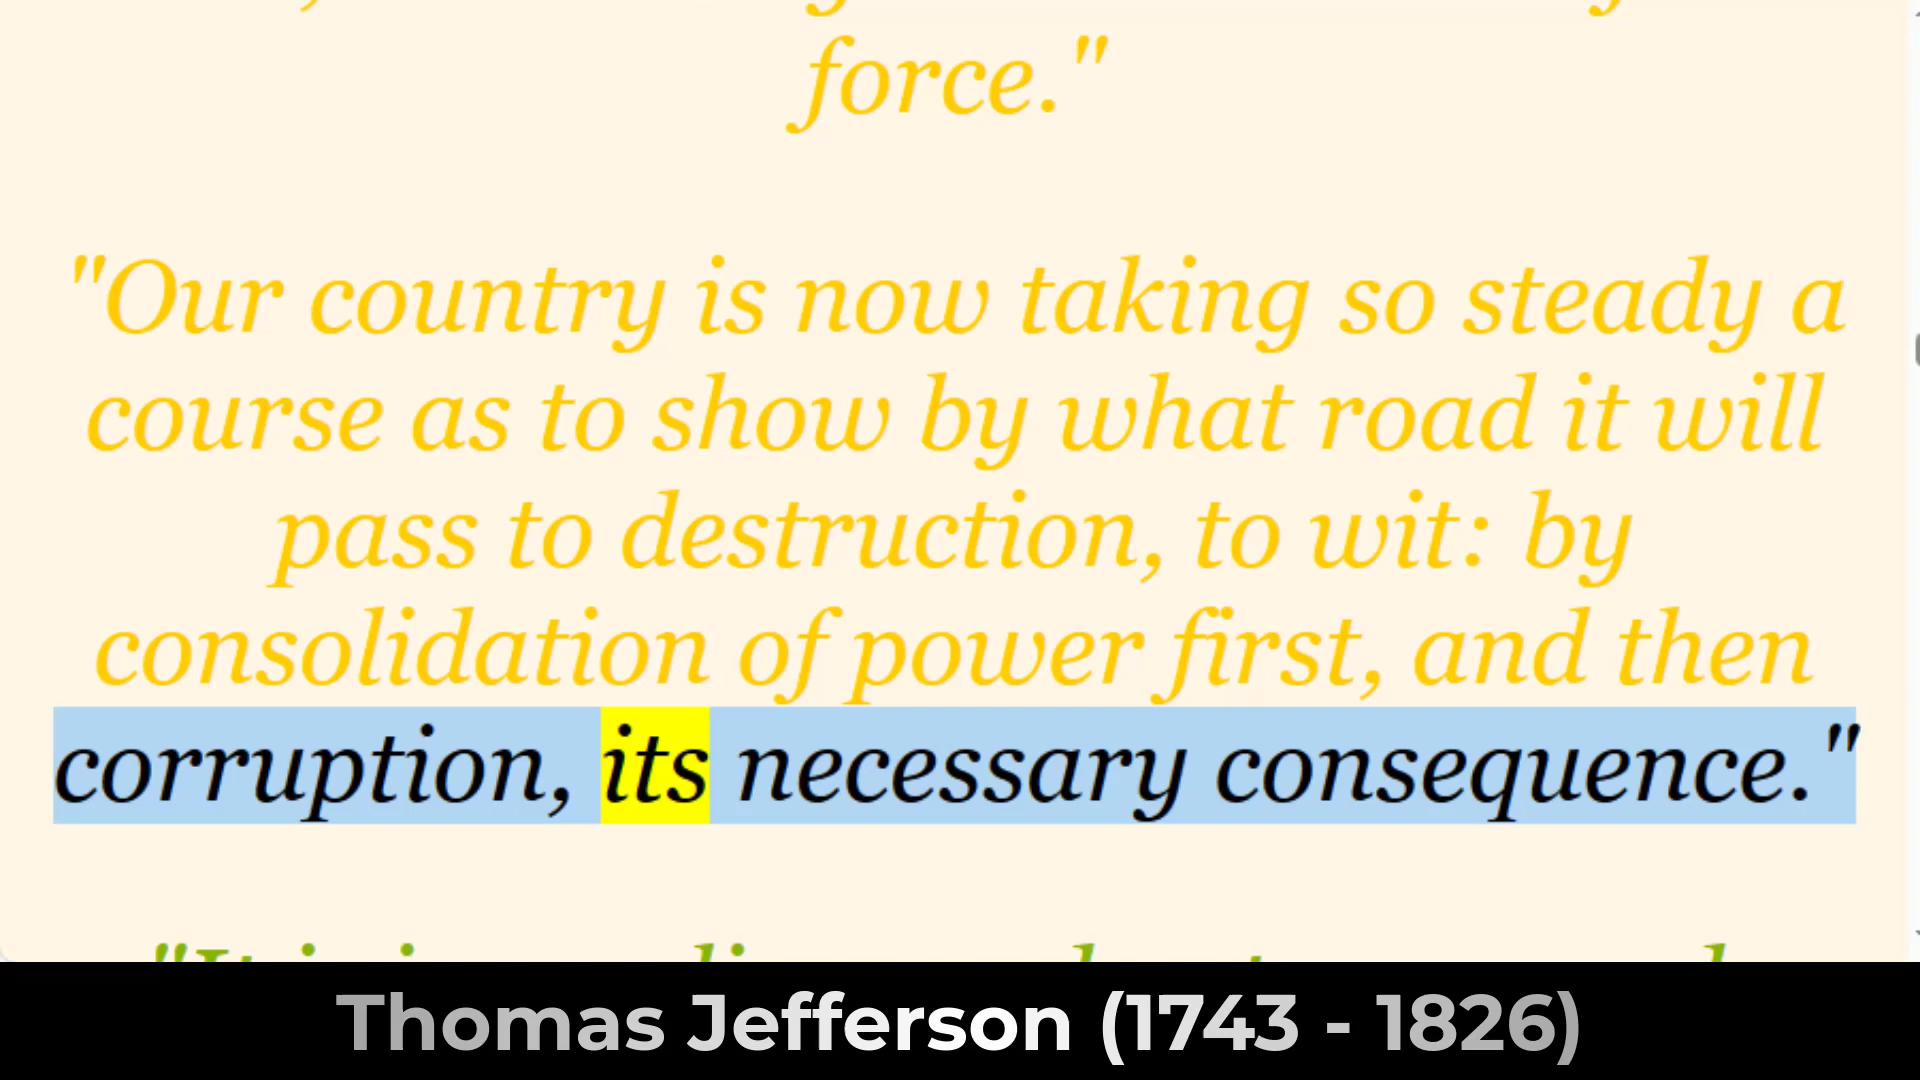 force."
"Our country is now taking so steady a
course as to show by what road it will
pass to destruction, to wit: by
consolidation of power first, and then
corruption, its necessary consequence."
Thomas Jefferson (1743 - 1826)